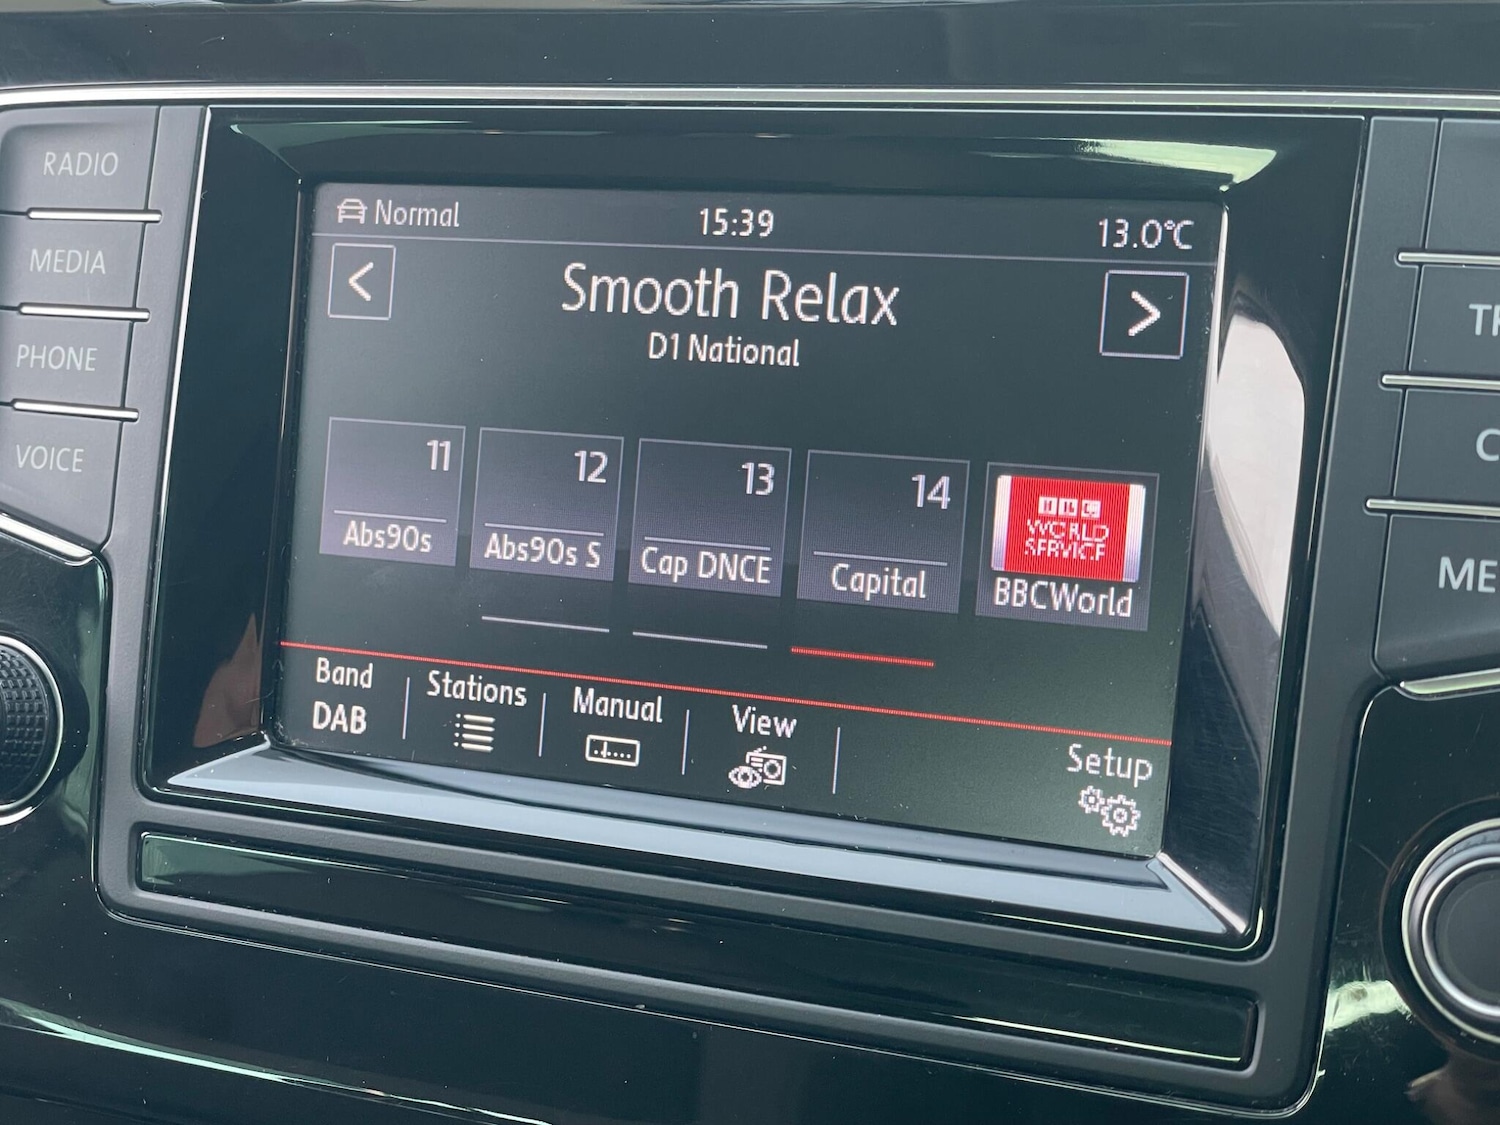 RADIO
MEDIA
PHONE
VOICE
Normal 15:39 13.0°C
< Smooth Relax >
D1 National
11 12 13 14
BBC
WORLD
SERVICE
Abs90s Abs90s S Cap DNCE Capital BBCWorld
Band Stations Manual View Setup
DAB